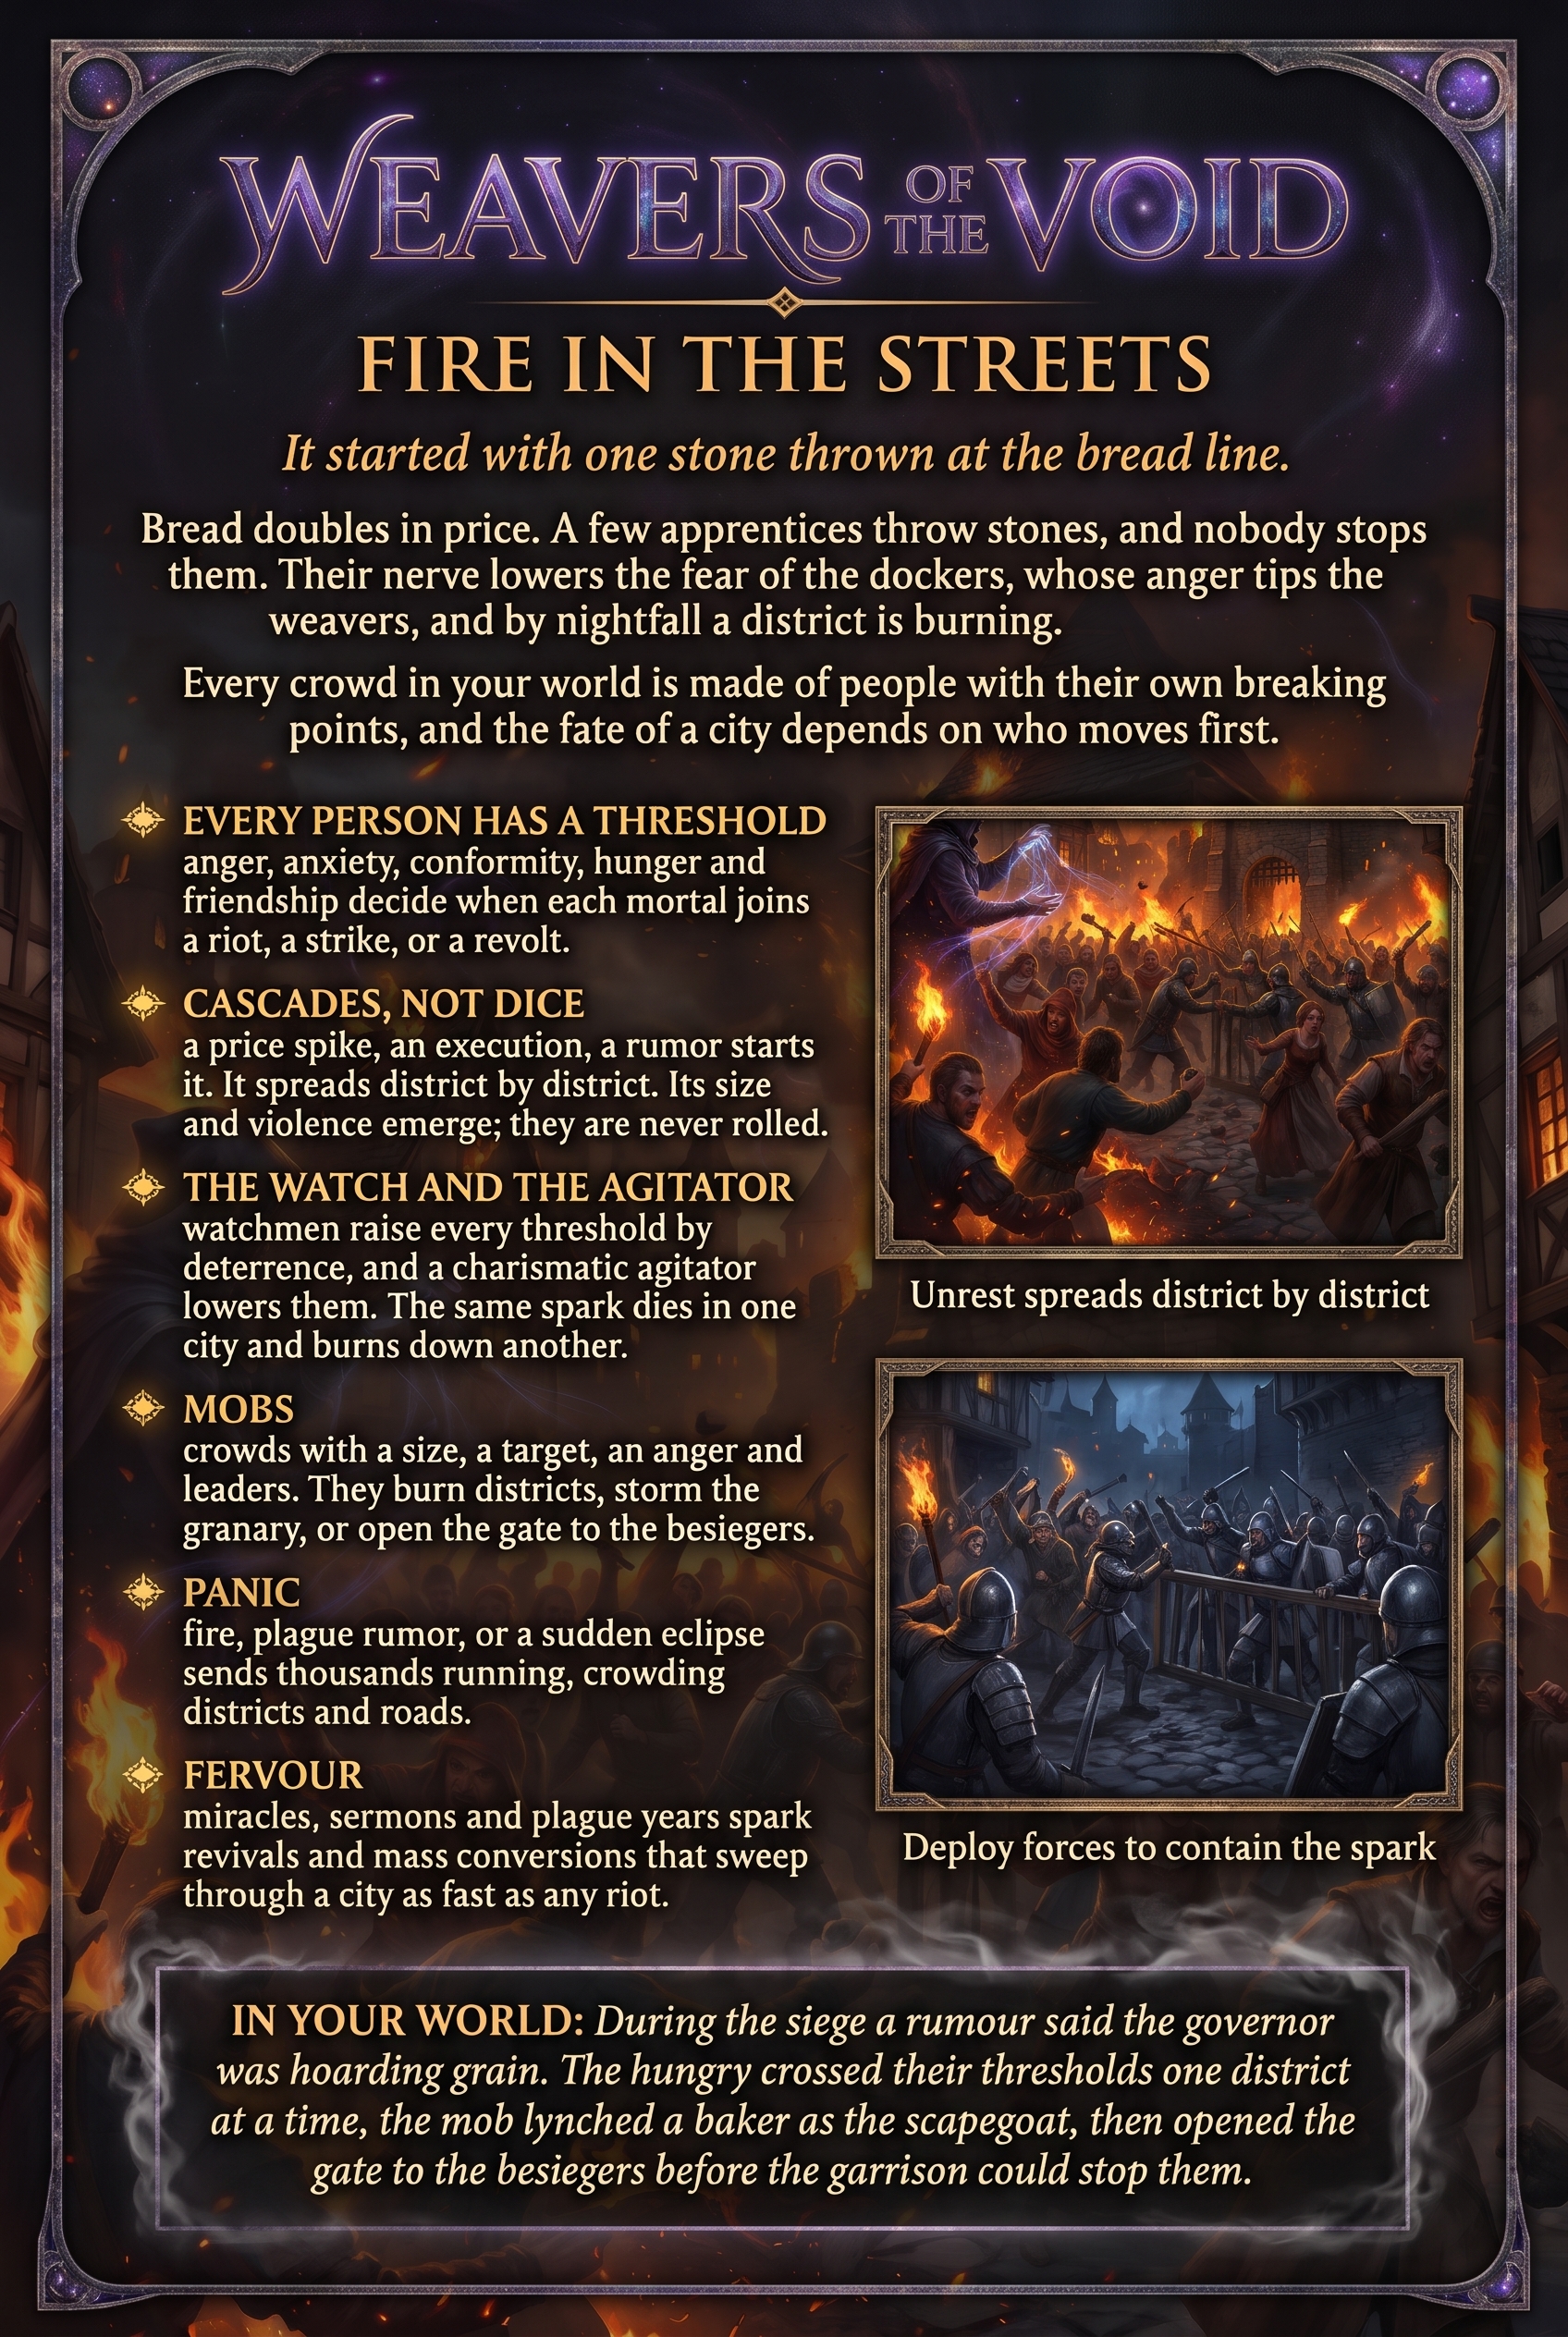 WEAVERS OF THE VOID
FIRE IN THE STREETS
It started with one stone thrown at the bread line.
Bread doubles in price. A few apprentices throw stones, and nobody stops
them. Their nerve lowers the fear of the dockers, whose anger tips the
weavers, and by nightfall a district is burning.
Every crowd in your world is made of people with their own breaking
points, and the fate of a city depends on who moves first.
EVERY PERSON HAS A THRESHOLD
anger, anxiety, conformity, hunger and
friendship decide when each mortal joins
a riot, a strike, or a revolt.
CASCADES, NOT DICE
a price spike, an execution, a rumor starts
it. It spreads district by district. Its size
and violence emerge; they are never rolled.
THE WATCH AND THE AGITATOR
watchmen raise every threshold by
deterrence, and a charismatic agitator
lowers them. The same spark dies in one
city and burns down another.
MOBS
crowds with a size, a target, an anger and
leaders. They burn districts, storm the
granary, or open the gate to the besiegers.
PANIC
fire, plague rumor, or a sudden eclipse
sends thousands running, crowding
districts and roads.
FERVOUR
miracles, sermons and plague years spark
revivals and mass conversions that sweep
through a city as fast as any riot.
Unrest spreads district by district
Deploy forces to contain the spark
IN YOUR WORLD: During the siege a rumour said the governor
was hoarding grain. The hungry crossed their thresholds one district
at a time, the mob lynched a baker as the scapegoat, then opened the
gate to the besiegers before the garrison could stop them.